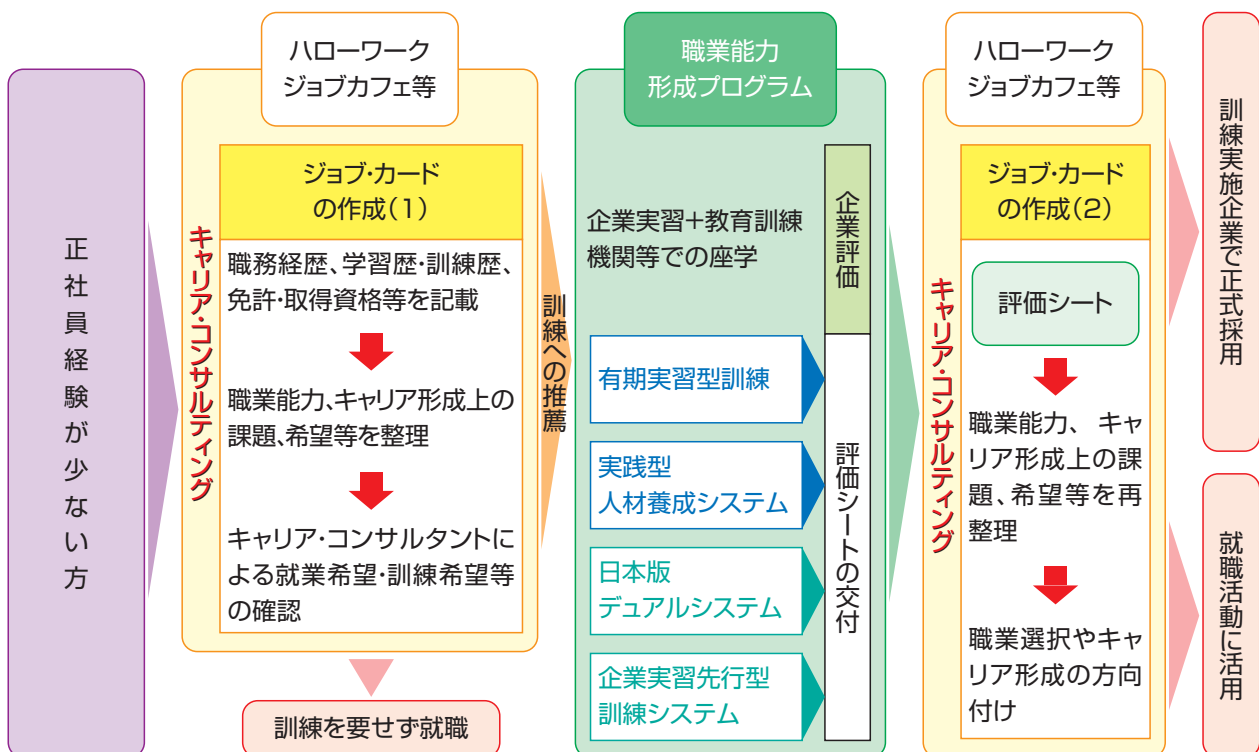 正社員経験が少ない方
ハローワーク
ジョブカフェ等
キャリア・コンサルティング
ジョブ・カード
の作成(1)
職務経歴、学習歴・訓練歴、
免許・取得資格等を記載
職業能力、キャリア形成上の
課題、希望等を整理
キャリア・コンサルタントに
よる就業希望・訓練希望等
の確認
訓練を要せず就職
訓練への推薦
職業能力
形成プログラム
企業実習+教育訓練
機関等での座学
企業評価
有期実習型訓練
実践型
人材養成システム
日本版
デュアルシステム
企業実習先行型
訓練システム
評価シートの交付
ハローワーク
ジョブカフェ等
キャリア・コンサルティング
ジョブ・カード
の作成(2)
評価シート
職業能力、キャ
リア形成上の課
題、希望等を再
整理
職業選択やキャ
リア形成の方向
付け
訓練実施企業で正式採用
就職活動に活用